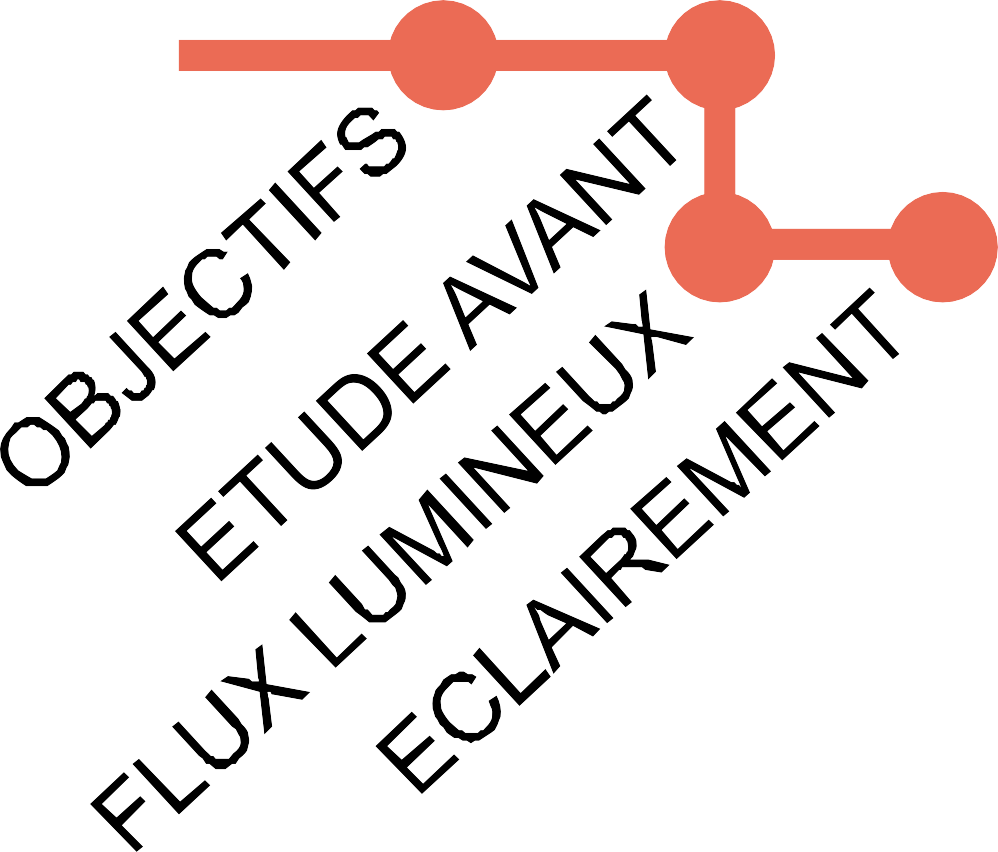 OBJECTIFS
ETUDE AVANT
FLUX LUMINEUX
ECLAIREMENT